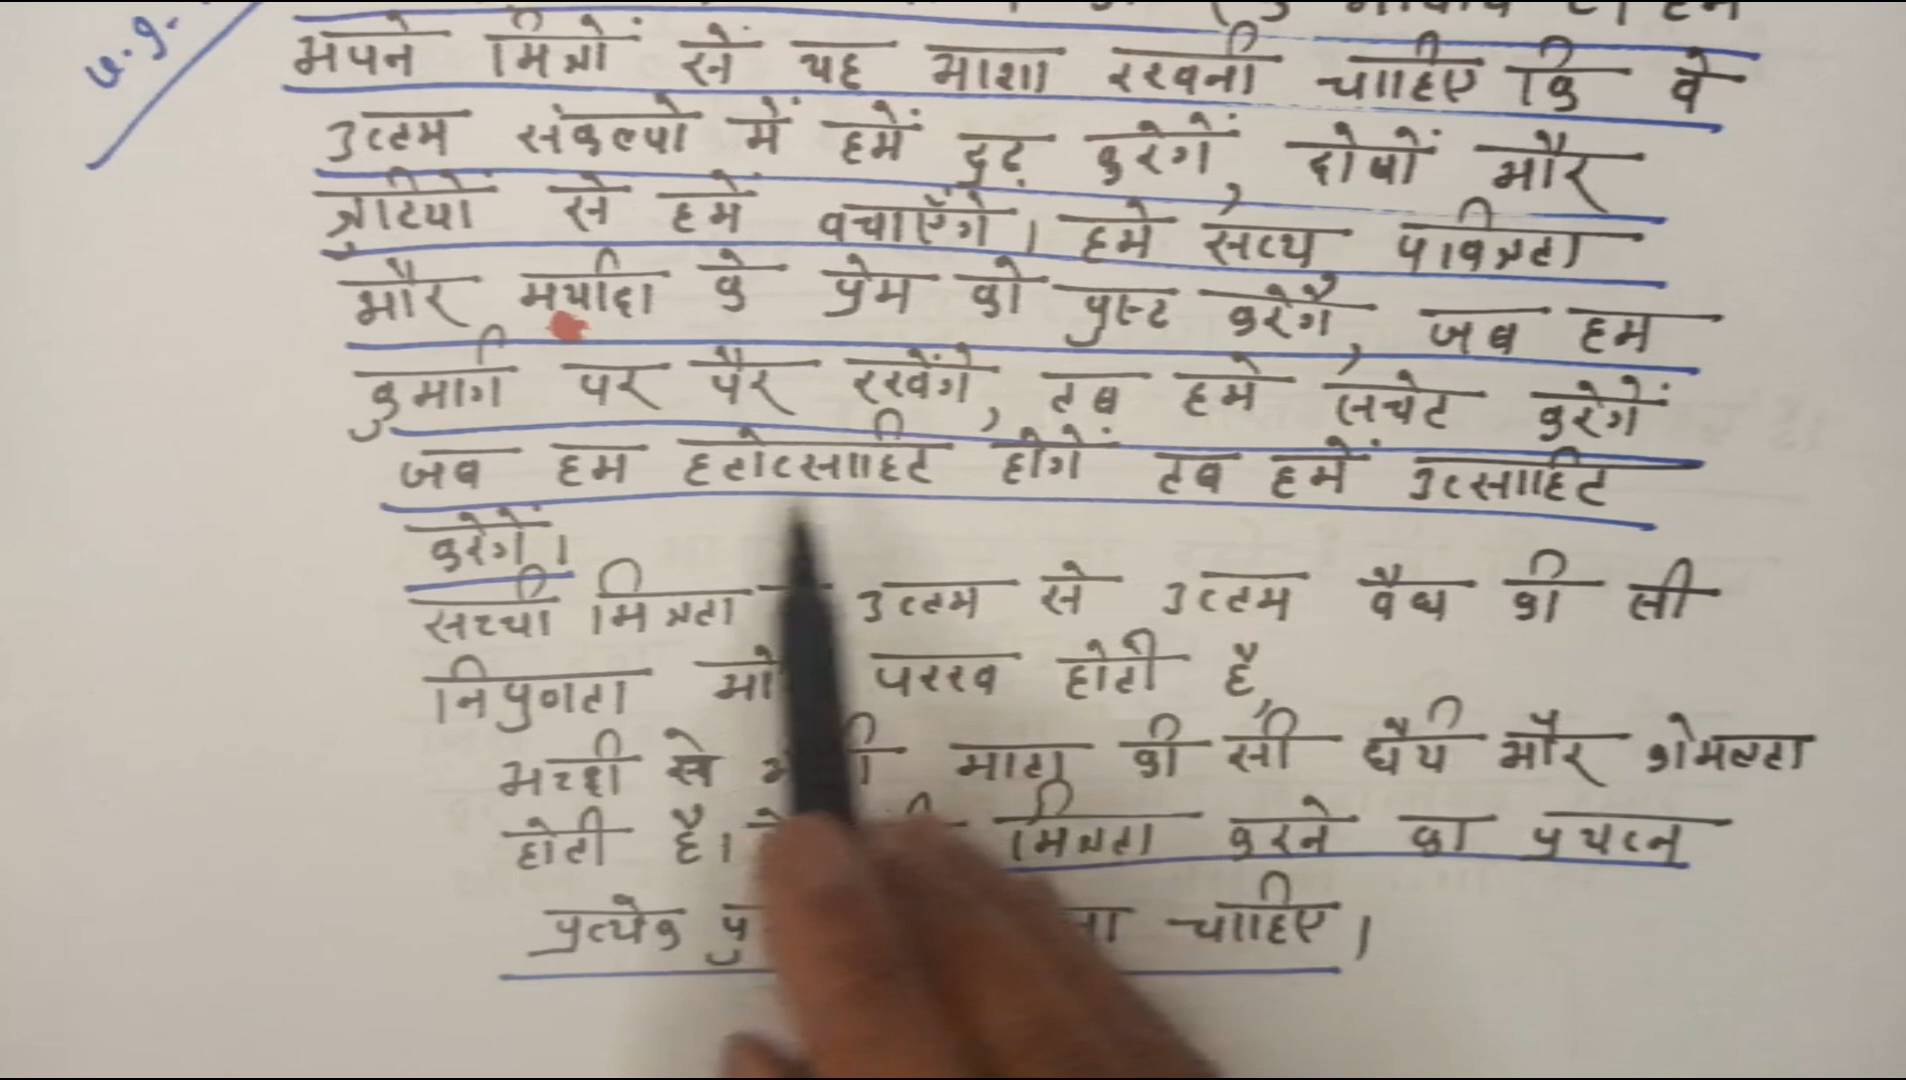 अपने मित्रों से यह आशा रखनी चाहिए कि वे
उत्तम संकल्पो में हमें दृढ़ करेगें, दोषों और
त्रुटियों से हमें बचाएँगे। हमे सत्य, पवित्रता
और मर्यादा के प्रेम को पुष्ट करेगें, जब हम
कुमार्ग पर पैर रखेंगे, तब हमे सचेत करेगें
जब हम हतोत्साहित होगें तब हमें उत्साहित
करेगें।
सच्ची मित्रता उत्तम से उत्तम वैध की सी
निपुणता परख होती है,
अच्छी से माता की सी धैर्य और कोमलता
होती है। मित्रता करने का प्रयत्न
प्रत्येक चाहिए।